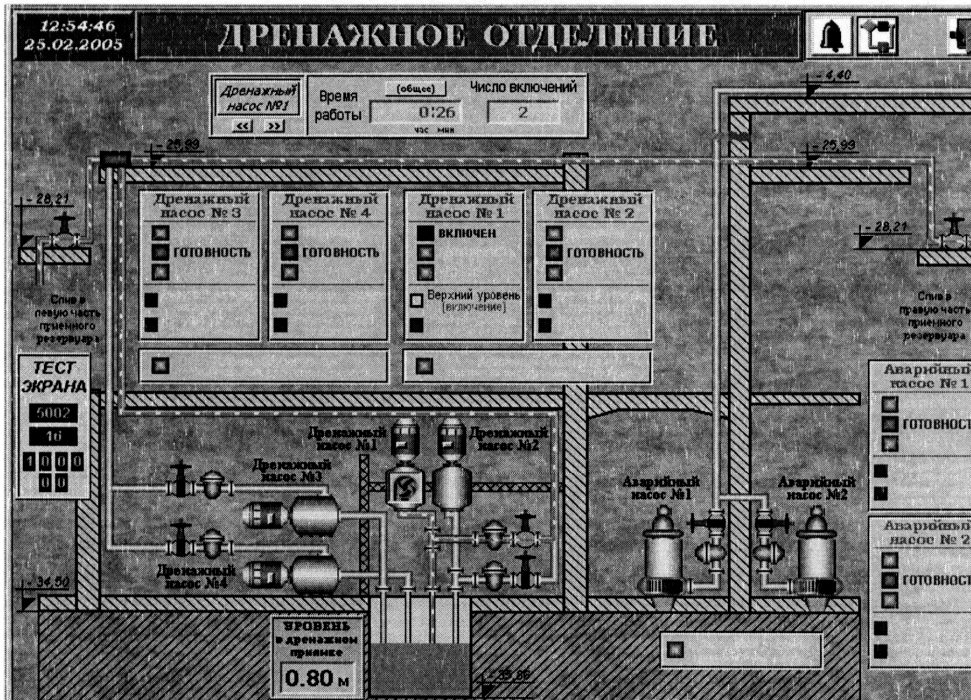 12:54:46
25.02.2005
ДРЕНАЖНОЕ ОТДЕЛЕНИЕ
Дренажный
насос №1
<< >>
Время
работы
(общее)
0:26
час мин
Число включений
2
- 4,40
- 25,99
- 25,99
- 28,21
- 28,21
Дренажный
насос № 3
ГОТОВНОСТЬ
Дренажный
насос № 4
ГОТОВНОСТЬ
Дренажный
насос № 1
ВКЛЮЧЕН
Верхний уровень
(включение)
Дренажный
насос № 2
ГОТОВНОСТЬ
Слив в
левую часть
приемного
резервуара
Слив в
правую часть
приемного
резервуара
ТЕСТ
ЭКРАНА
5002
16
1 0 0 0
0 0
Аварийный
насос № 1
ГОТОВНОСТЬ
Аварийный
насос № 2
ГОТОВНОСТЬ
Дренажный
насос №1
Дренажный
насос №2
Дренажный
насос №3
Дренажный
насос №4
Аварийный
насос №1
Аварийный
насос №2
- 34,50
УРОВЕНЬ
в дренажном
приямке
0.80 м